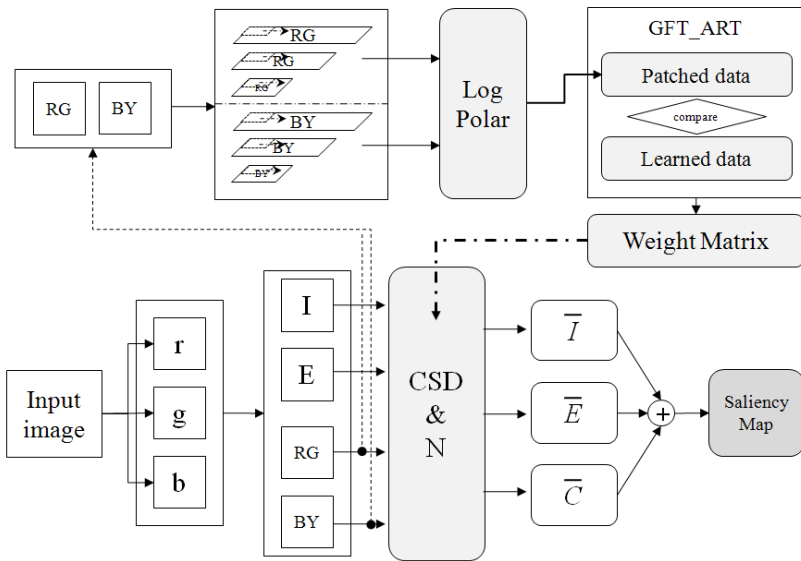 RG
BY
RG
RG
RG
BY
BY
BY
Log
Polar
GFT_ART
Patched data
compare
Learned data
Weight Matrix
Input
image
r
g
b
I
E
RG
BY
CSD
&
N
I
E
C
+
Saliency
Map